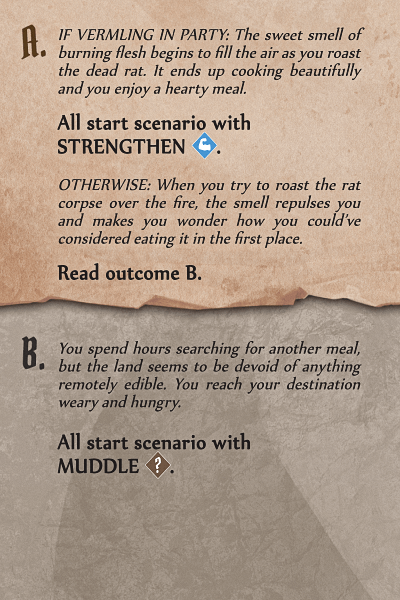 A. IF VERMLING IN PARTY: The sweet smell of
burning flesh begins to fill the air as you roast
the dead rat. It ends up cooking beautifully
and you enjoy a hearty meal.
All start scenario with
STRENGTHEN .
OTHERWISE: When you try to roast the rat
corpse over the fire, the smell repulses you
and makes you wonder how you could've
considered eating it in the first place.
Read outcome B.
B. You spend hours searching for another meal,
but the land seems to be devoid of anything
remotely edible. You reach your destination
weary and hungry.
All start scenario with
MUDDLE ?.